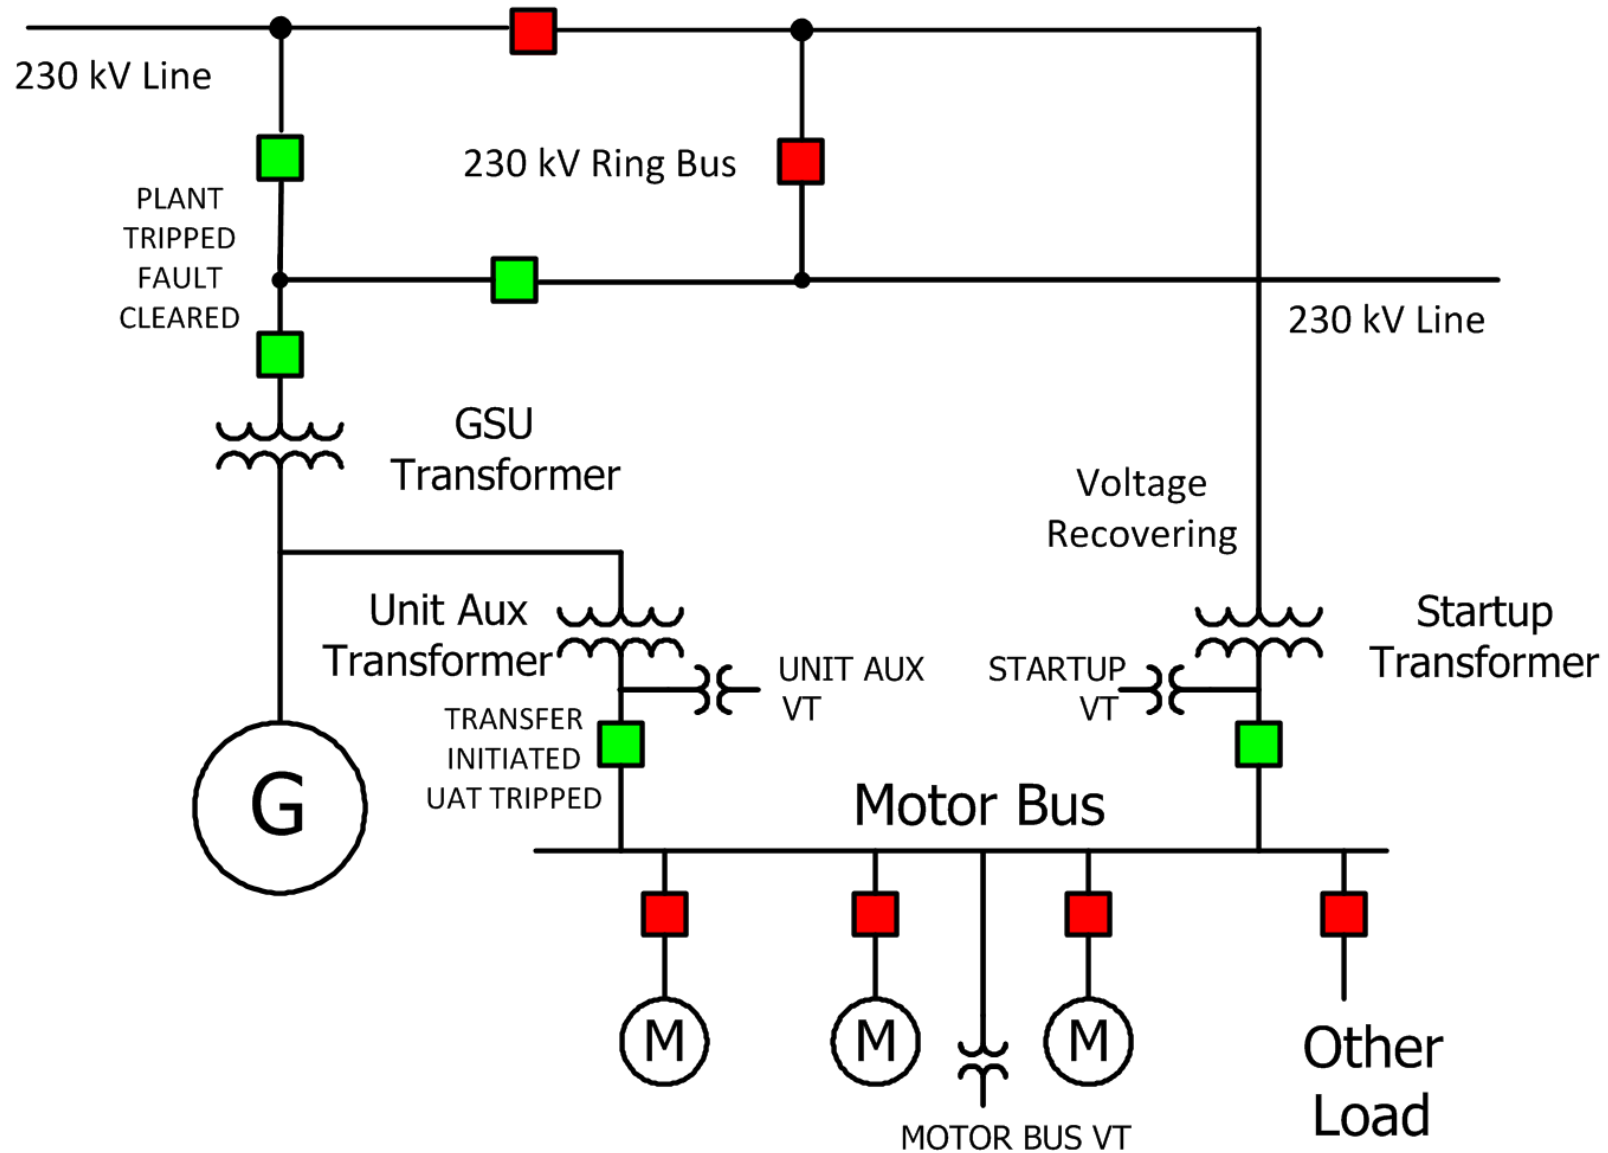 230 kV Line
230 kV Ring Bus
PLANT
TRIPPED
FAULT
CLEARED
230 kV Line
GSU
Transformer
Voltage
Recovering
Unit Aux
Transformer
UNIT AUX
VT
STARTUP
VT
Startup
Transformer
TRANSFER
INITIATED
UAT TRIPPED
G
Motor Bus
M
M
M
Other
Load
MOTOR BUS VT